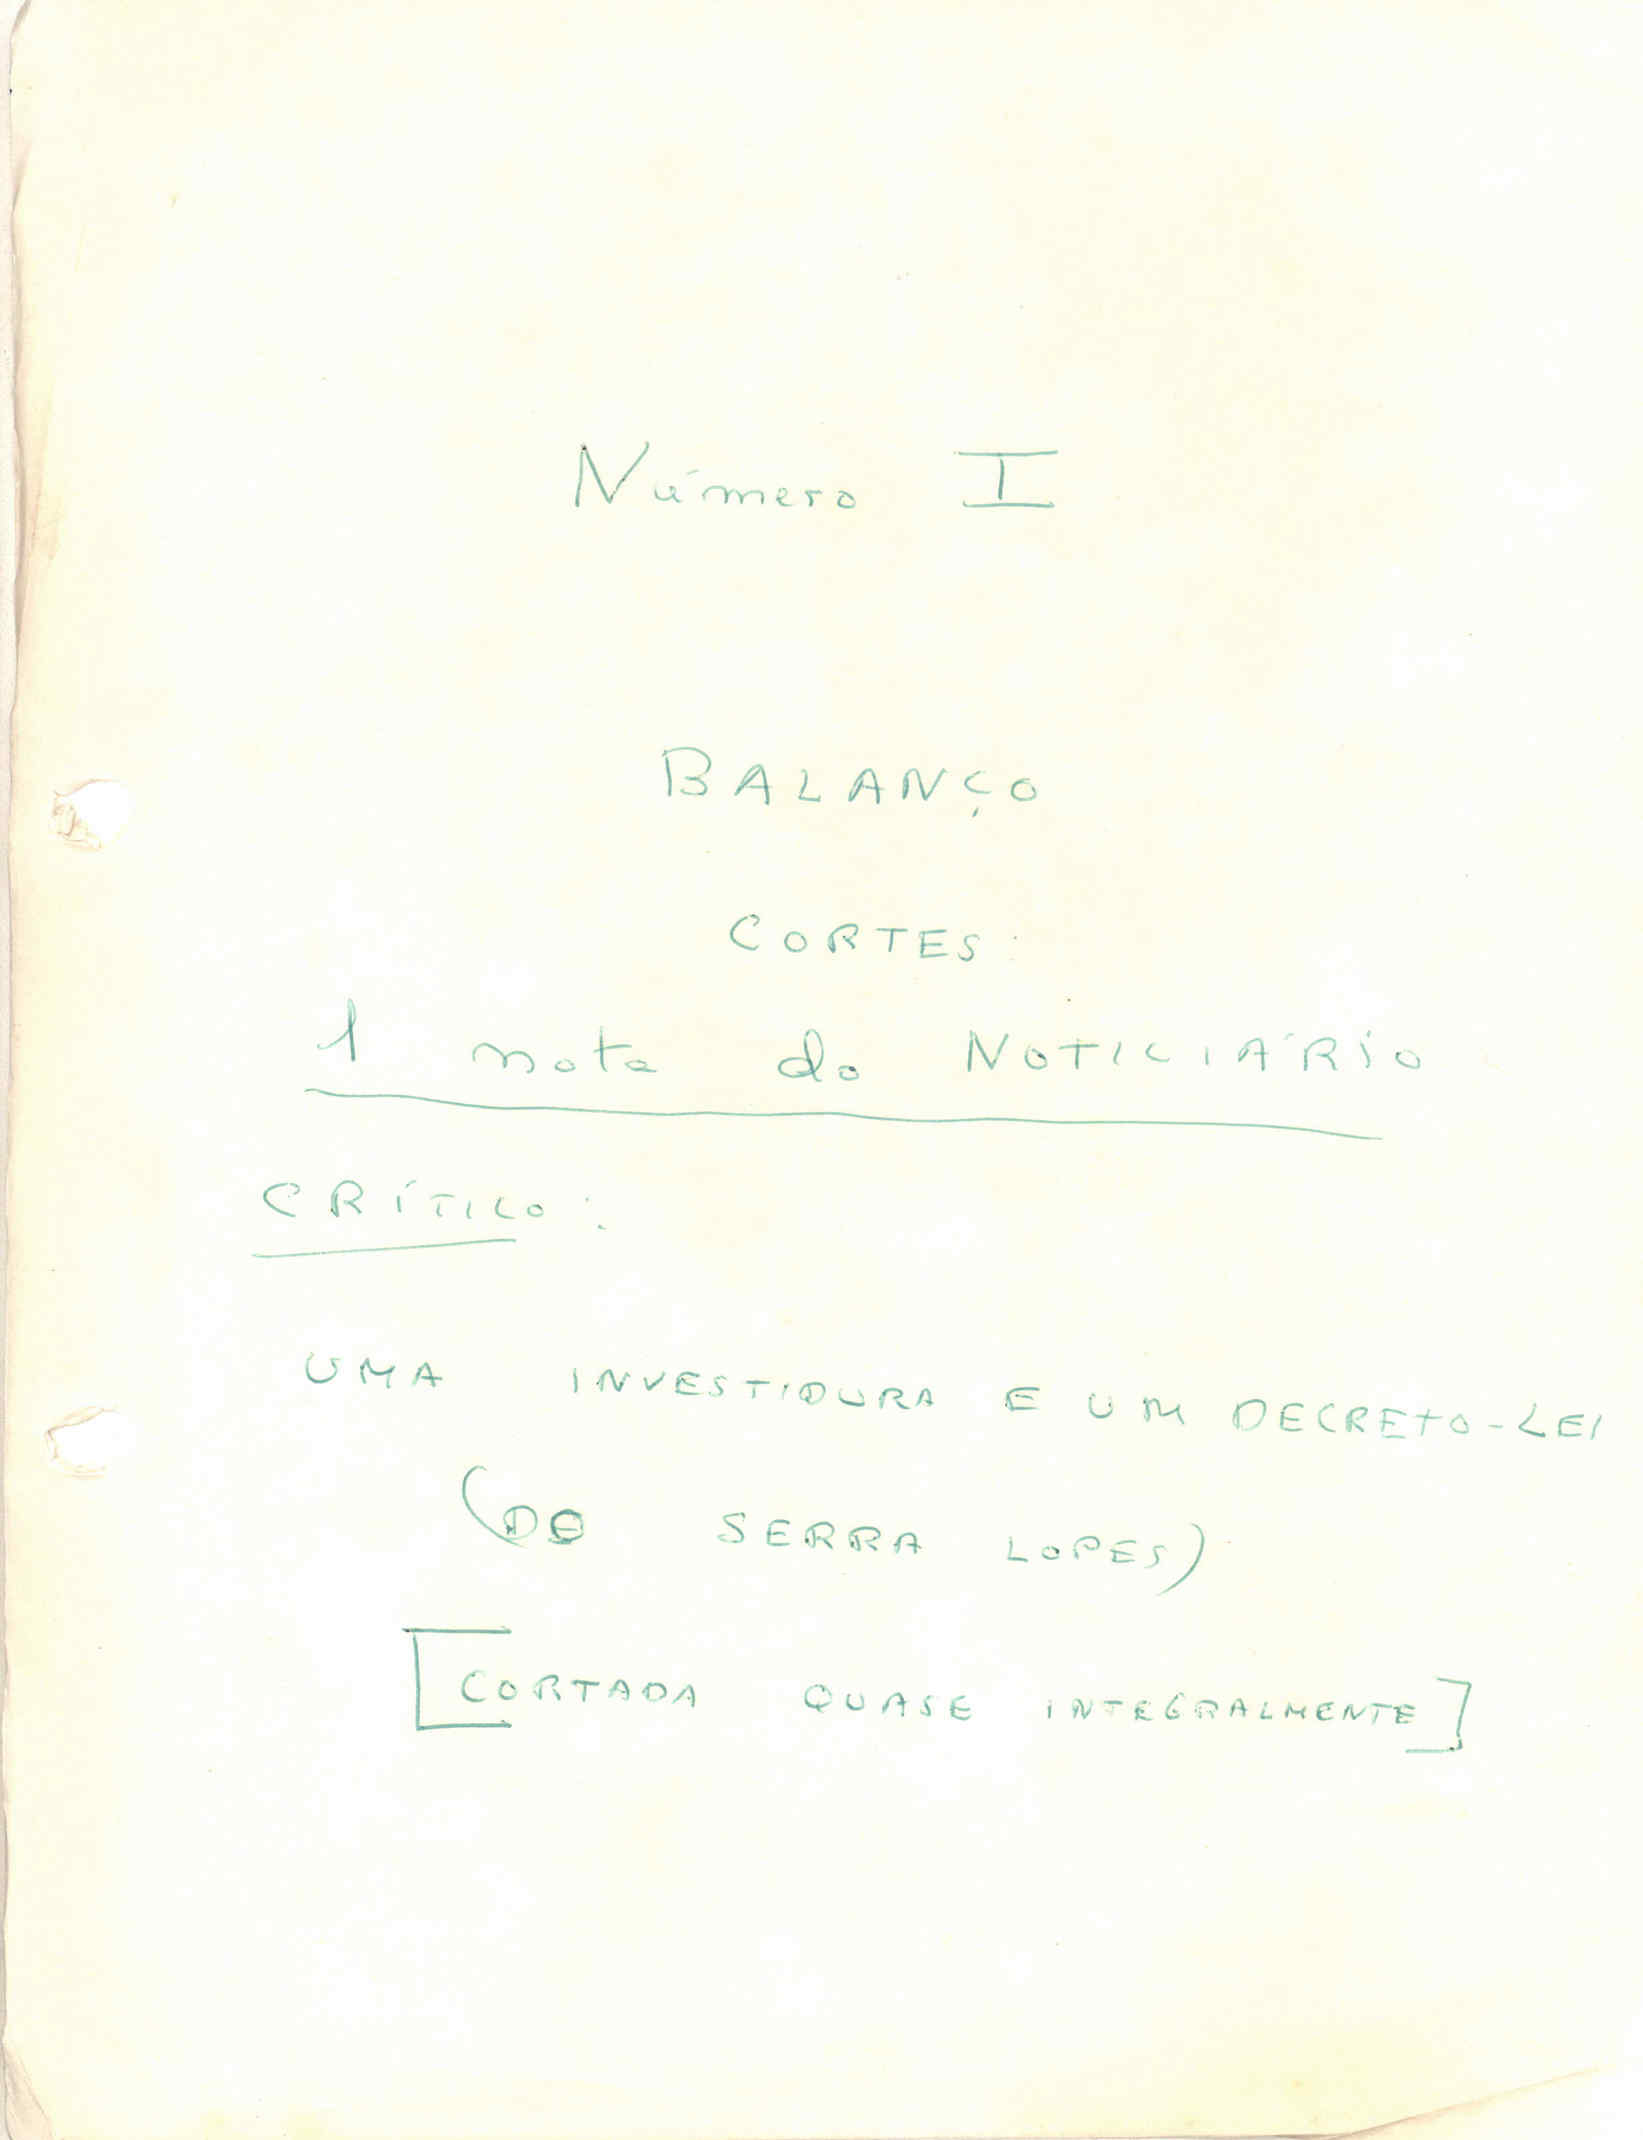 Número I
BALANÇO
CORTES:
1 nota do NOTICIÁRIO
CRÍTICO:
UMA INVESTIDURA E UM DECRETO-LEI
(DE SERRA LOPES)
[CORTADA QUASE INTEGRALMENTE]